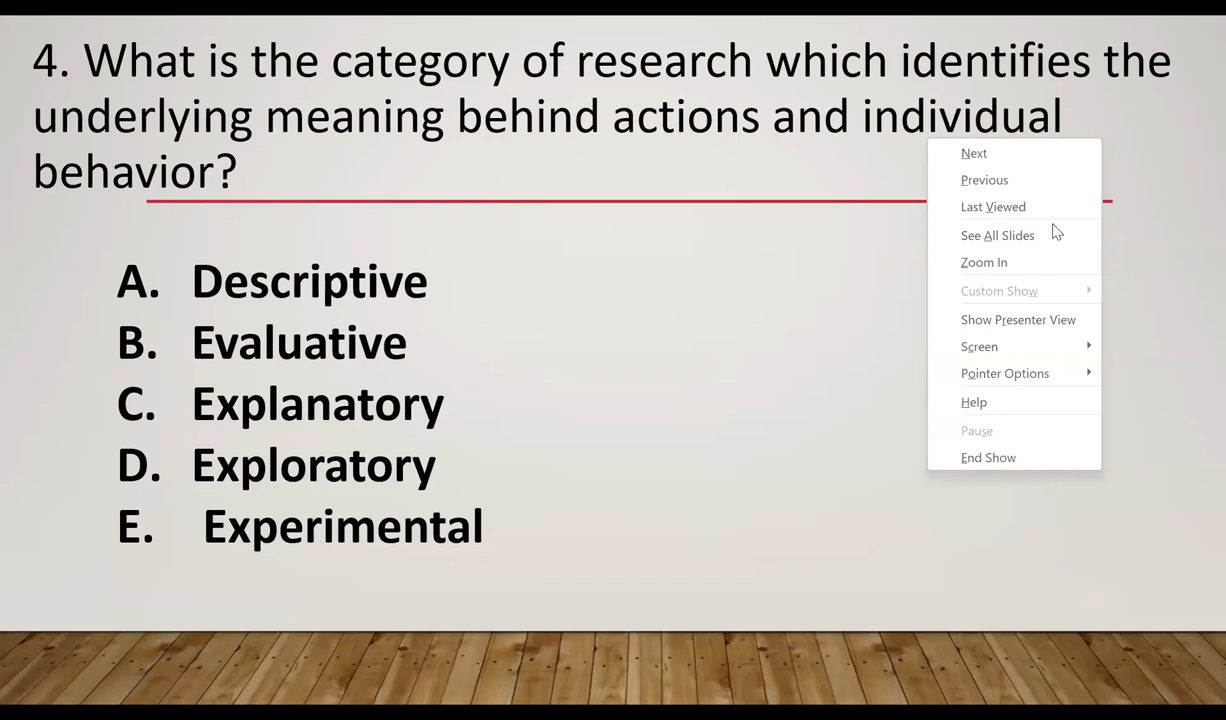 4. What is the category of research which identifies the
underlying meaning behind actions and individual
behavior?
A. Descriptive
B. Evaluative
C. Explanatory
D. Exploratory
E. Experimental
Next
Previous
Last Viewed
See All Slides
Zoom In
Custom Show
Show Presenter View
Screen
Pointer Options
Help
Pause
End Show